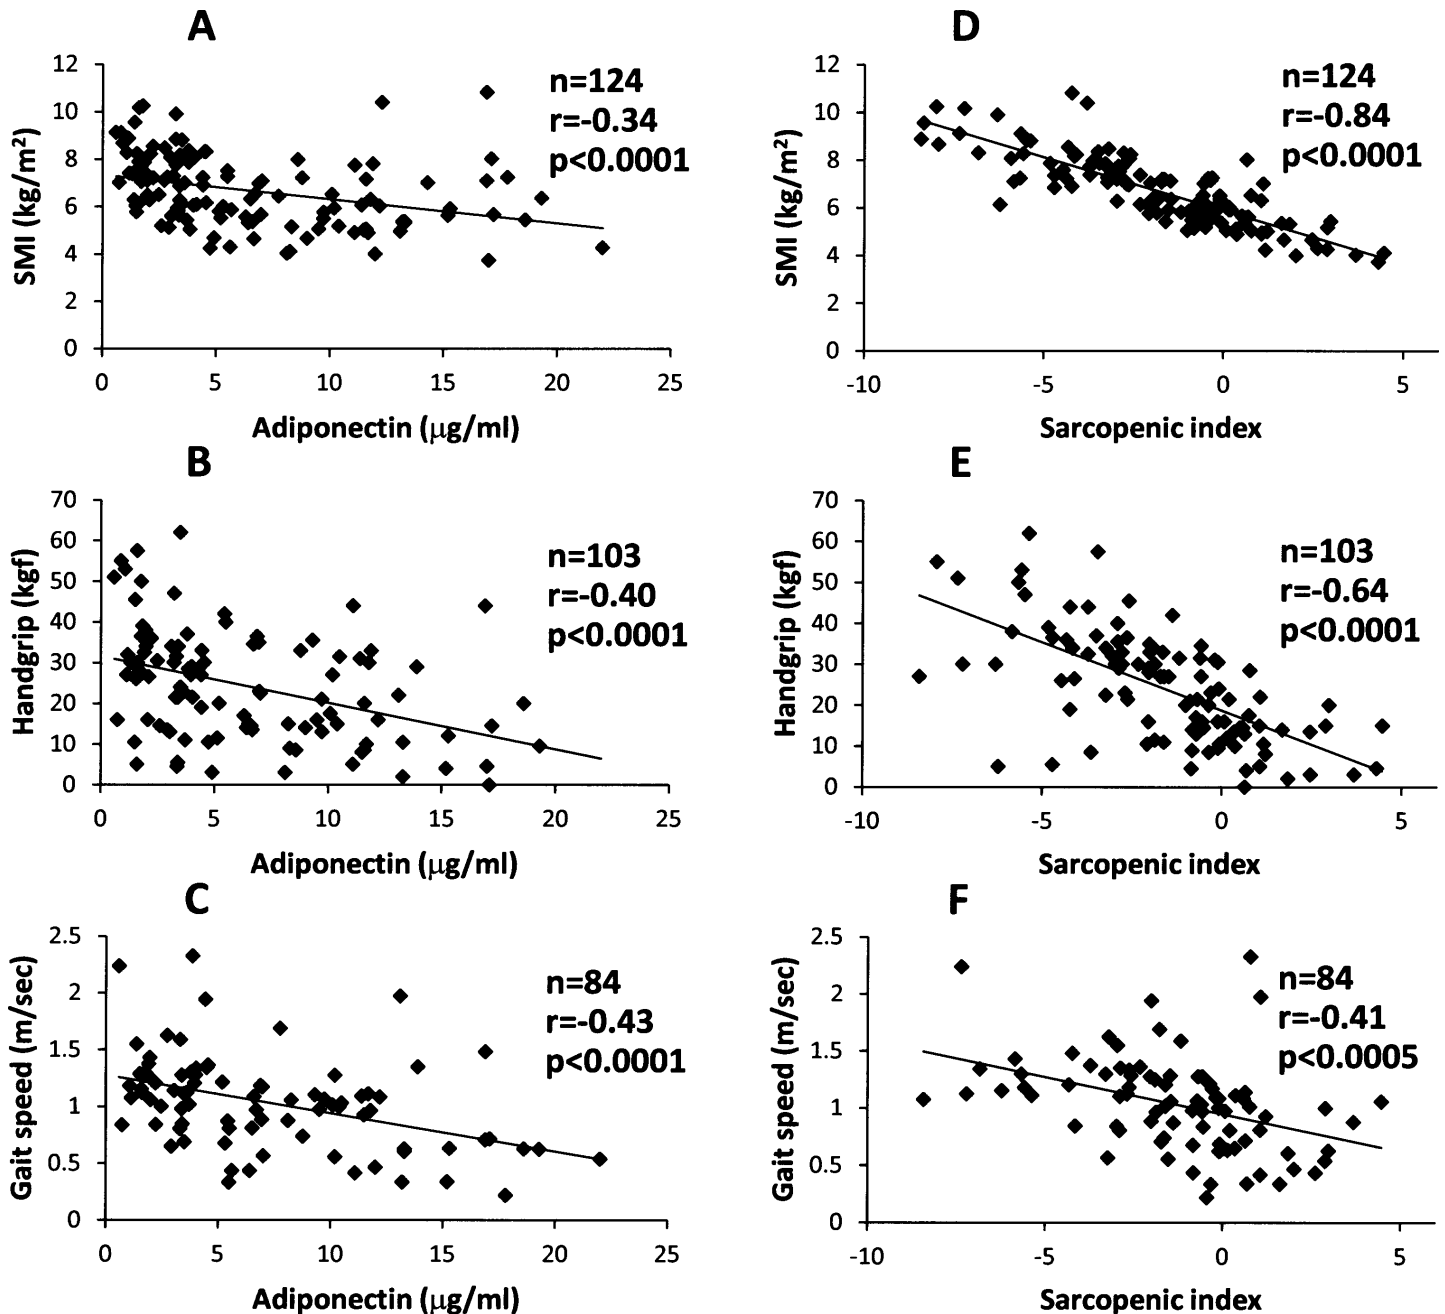 A
12
10
8
6
4
2
0
SMI (kg/m²)
n=124
r=-0.34
p<0.0001
0 5 10 15 20 25
Adiponectin (μg/ml)
D
12
10
8
6
4
2
0
SMI (kg/m²)
n=124
r=-0.84
p<0.0001
-10 -5 0 5
Sarcopenic index
B
70
60
50
40
30
20
10
0
Handgrip (kgf)
n=103
r=-0.40
p<0.0001
0 5 10 15 20 25
Adiponectin (μg/ml)
E
70
60
50
40
30
20
10
0
Handgrip (kgf)
n=103
r=-0.64
p<0.0001
-10 -5 0 5
Sarcopenic index
C
2.5
2
1.5
1
0.5
0
Gait speed (m/sec)
n=84
r=-0.43
p<0.0001
0 5 10 15 20 25
Adiponectin (μg/ml)
F
2.5
2
1.5
1
0.5
0
Gait speed (m/sec)
n=84
r=-0.41
p<0.0005
-10 -5 0 5
Sarcopenic index